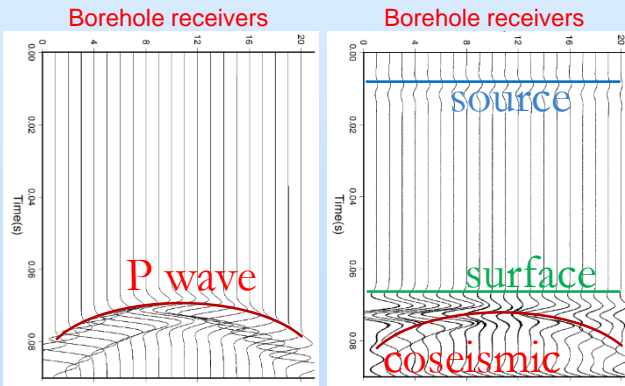 Borehole receivers
0 4 8 12 16 20
0.00
0.02
0.04
0.06
0.08
Time(s)
P wave
Borehole receivers
0 4 8 12 16 20
0.00
0.02
0.04
0.06
0.08
Time(s)
source
surface
coseismic